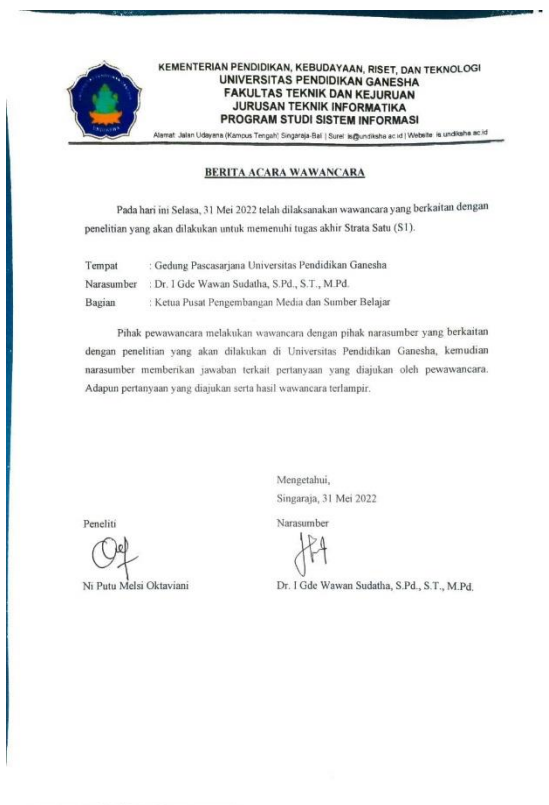 KEMENTERIAN PENDIDIKAN, KEBUDAYAAN, RISET, DAN TEKNOLOGI
UNIVERSITAS PENDIDIKAN GANESHA
FAKULTAS TEKNIK DAN KEJURUAN
JURUSAN TEKNIK INFORMATIKA
PROGRAM STUDI SISTEM INFORMASI
Alamat: Jalan Udayana (Kampus Tengah) Singaraja-Bali | Surel: is@undiksha.ac.id | Website: is.undiksha.ac.id
BERITA ACARA WAWANCARA
Pada hari ini Selasa, 31 Mei 2022 telah dilaksanakan wawancara yang berkaitan dengan
penelitian yang akan dilakukan untuk memenuhi tugas akhir Strata Satu (S1).
Tempat : Gedung Pascasarjana Universitas Pendidikan Ganesha
Narasumber : Dr. I Gde Wawan Sudatha, S.Pd., S.T., M.Pd.
Bagian : Ketua Pusat Pengembangan Media dan Sumber Belajar
Pihak pewawancara melakukan wawancara dengan pihak narasumber yang berkaitan
dengan penelitian yang akan dilakukan di Universitas Pendidikan Ganesha, kemudian
narasumber memberikan jawaban terkait pertanyaan yang diajukan oleh pewawancara.
Adapun pertanyaan yang diajukan serta hasil wawancara terlampir.
Mengetahui,
Singaraja, 31 Mei 2022
Peneliti
Narasumber
Ni Putu Melsi Oktaviani
Dr. I Gde Wawan Sudatha, S.Pd., S.T., M.Pd.